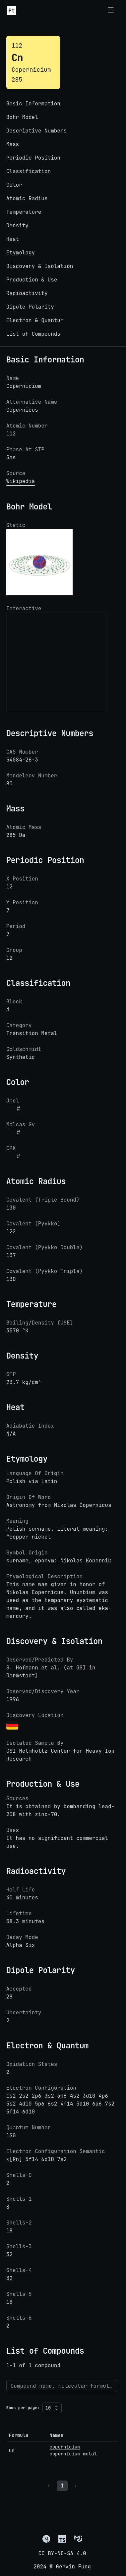 PT
112
Cn
Copernicium
285
Basic Information
Bohr Model
Descriptive Numbers
Mass
Periodic Position
Classification
Color
Atomic Radius
Temperature
Density
Heat
Etymology
Discovery & Isolation
Production & Use
Radioactivity
Dipole Polarity
Electron & Quantum
List of Compounds
Basic Information
Name
Copernicium
Alternative Name
Copernicus
Atomic Number
112
Phase At STP
Gas
Source
Wikipedia
Bohr Model
Static
Interactive
Descriptive Numbers
CAS Number
54084-26-3
Mendeleev Number
80
Mass
Atomic Mass
285 Da
Periodic Position
X Position
12
Y Position
7
Period
7
Group
12
Classification
Block
d
Category
Transition Metal
Goldschmidt
Synthetic
Color
Jmol
#
Molcas Gv
#
CPK
#
Atomic Radius
Covalent (Triple Bound)
130
Covalent (Pyykko)
122
Covalent (Pyykko Double)
137
Covalent (Pyykko Triple)
130
Temperature
Boiling/Density (USE)
3570 °K
Density
STP
23.7 kg/cm³
Heat
Adiabatic Index
N/A
Etymology
Language Of Origin
Polish via Latin
Origin Of Word
Astronomy from Nikolas Copernicus
Meaning
Polish surname. Literal meaning:
"copper nickel
Symbol Origin
surname, eponym: Nikolas Kopernik
Etymological Description
This name was given in honor of
Nikolas Copernicus. Ununbium was
used as the temporary systematic
name, and it was also called eka-
mercury.
Discovery & Isolation
Observed/Predicted By
S. Hofmann et al. (at GSI in
Darmstadt)
Observed/Discovery Year
1996
Discovery Location
Isolated Sample By
GSI Helmholtz Center for Heavy Ion
Research
Production & Use
Sources
It is obtained by bombarding lead-
208 with zinc-70.
Uses
It has no significant commercial
use.
Radioactivity
Half Life
40 minutes
Lifetime
58.3 minutes
Decay Mode
Alpha Six
Dipole Polarity
Accepted
28
Uncertainty
2
Electron & Quantum
Oxidation States
2
Electron Configuration
1s2 2s2 2p6 3s2 3p6 4s2 3d10 4p6
5s2 4d10 5p6 6s2 4f14 5d10 6p6 7s2
5f14 6d10
Quantum Number
1S0
Electron Configuration Semantic
*[Rn] 5f14 6d10 7s2
Shells-0
2
Shells-1
8
Shells-2
18
Shells-3
32
Shells-4
32
Shells-5
18
Shells-6
2
List of Compounds
1-1 of 1 compound
Compound name, molecular formul…
Rows per page: 10
Formula Names
Cn copernicium
copernicium metal
‹ 1 ›
CC BY-NC-SA 4.0
2024 © Gervin Fung